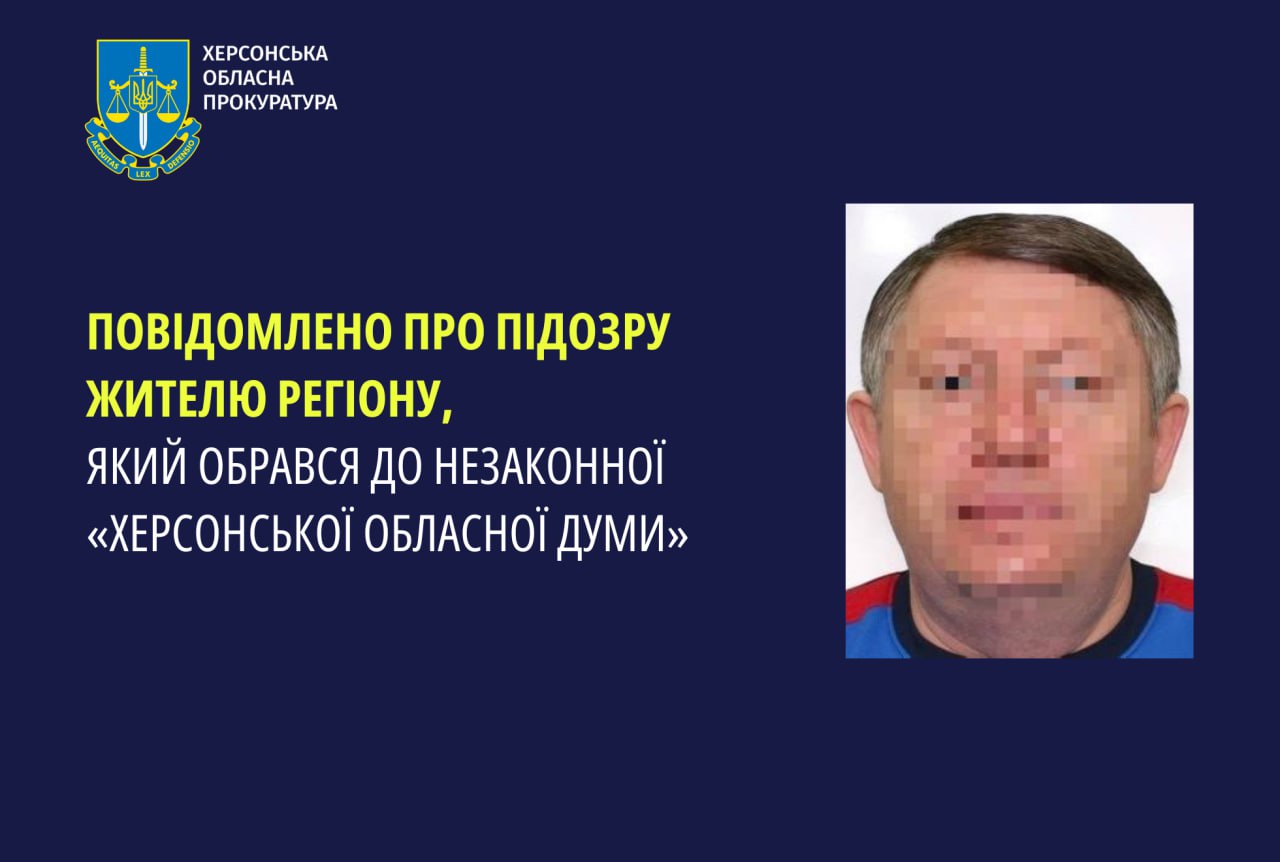 ХЕРСОНСЬКА
ОБЛАСНА
ПРОКУРАТУРА
AEQUITAS
LEX
DEFENSIO
ПОВІДОМЛЕНО ПРО ПІДОЗРУ
ЖИТЕЛЮ РЕГІОНУ,
ЯКИЙ ОБРАВСЯ ДО НЕЗАКОННОЇ
«ХЕРСОНСЬКОЇ ОБЛАСНОЇ ДУМИ»